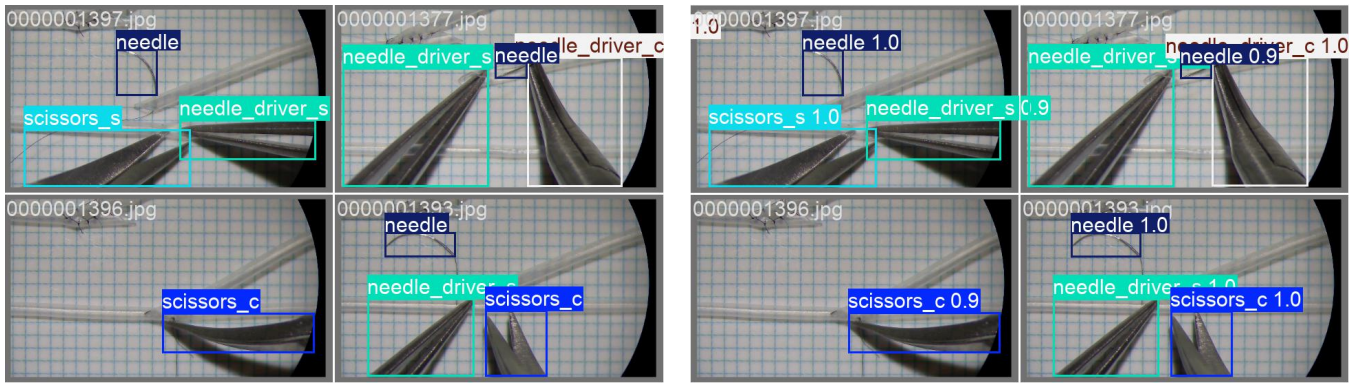 0000001397.jpg
needle
scissors_s
needle_driver_s
0000001377.jpg
needle_driver_s
needle
needle_driver_c
0000001396.jpg
scissors_c
0000001393.jpg
needle
needle_driver_s
scissors_c
1.0
0000001397.jpg
needle 1.0
scissors_s 1.0
needle_driver_s 0.9
0000001377.jpg
needle_driver_s
needle 0.9
needle_driver_c 1.0
0000001396.jpg
scissors_c 0.9
0000001393.jpg
needle 1.0
needle_driver_s 1.0
scissors_c 1.0